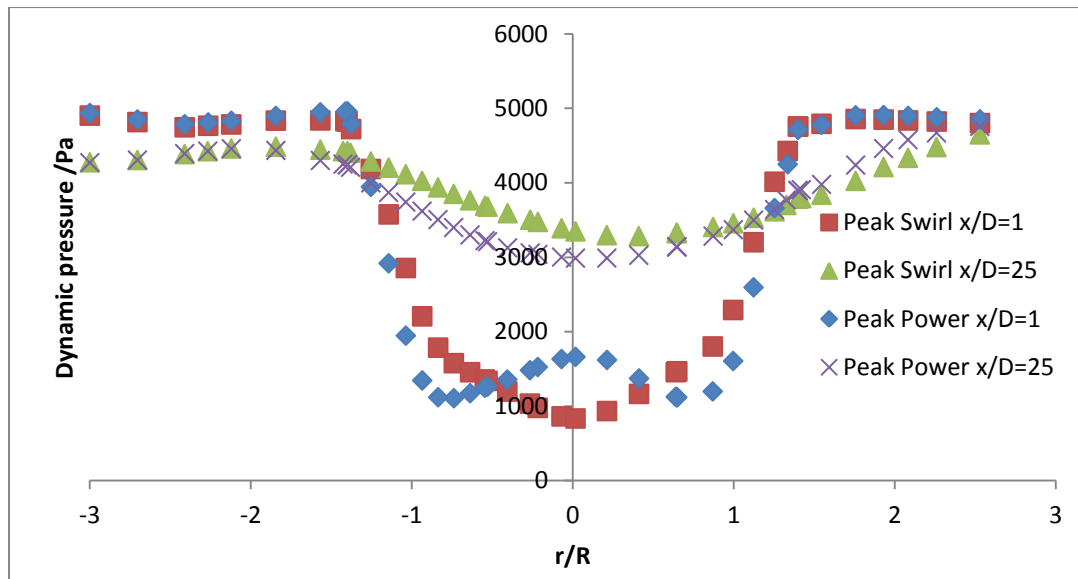 6000
5000
4000
3000
2000
1000
0
Dynamic pressure /Pa
-3 -2 -1 0 1 2 3
r/R
Peak Swirl x/D=1
Peak Swirl x/D=25
Peak Power x/D=1
Peak Power x/D=25